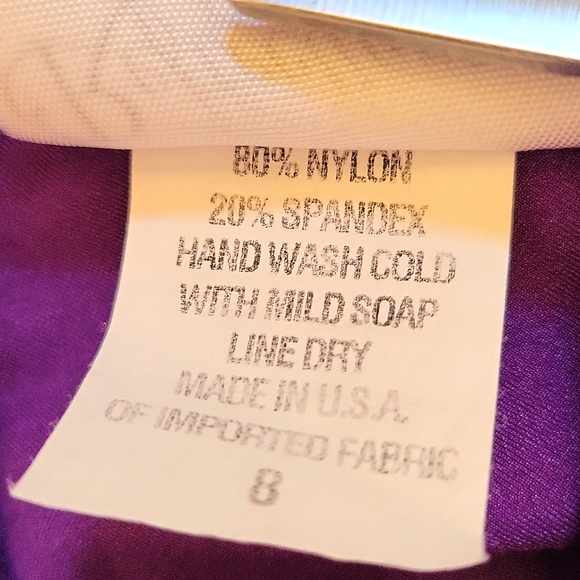 80% NYLON
20% SPANDEX
HAND WASH COLD
WITH MILD SOAP
LINE DRY
MADE IN U.S.A.
OF IMPORTED FABRIC
8